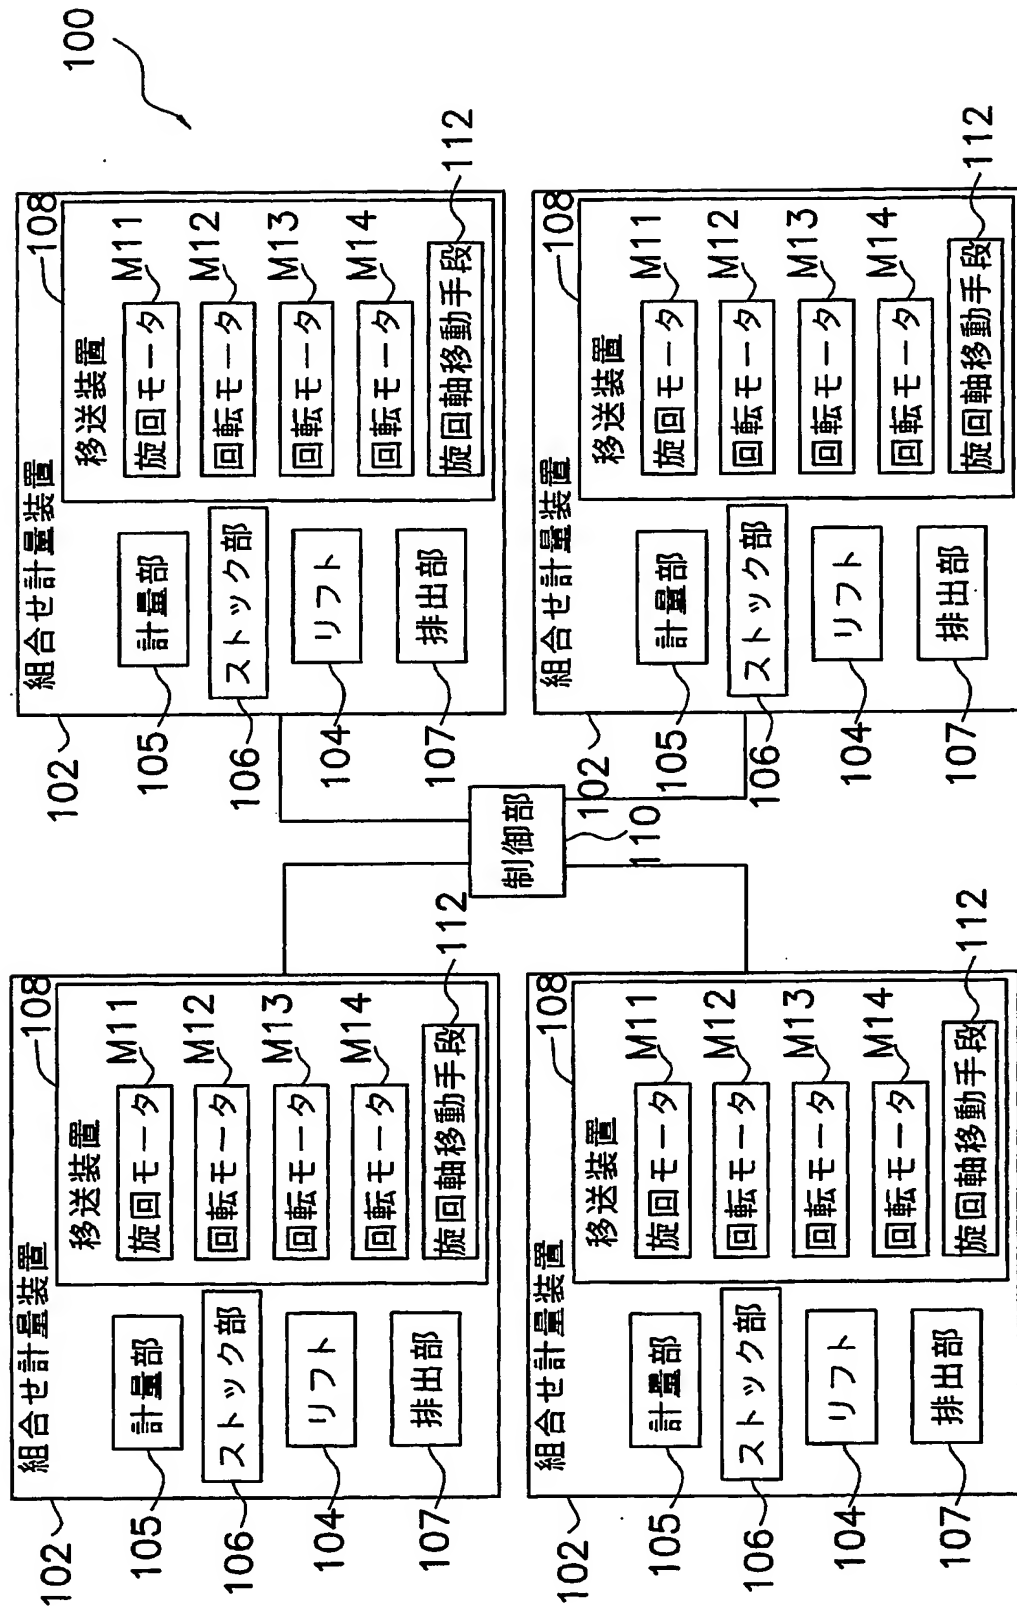 100
組合せ計量装置
102
108
移送装置
計量部
105
旋回モータ
M11
ストック部
106
回転モータ
M12
リフト
104
回転モータ
M13
排出部
107
回転モータ
M14
旋回軸移動手段
112
組合せ計量装置
102
108
移送装置
計量部
105
旋回モータ
M11
ストック部
106
回転モータ
M12
リフト
104
回転モータ
M13
排出部
107
回転モータ
M14
旋回軸移動手段
112
制御部
110
組合せ計量装置
102
108
移送装置
計量部
105
旋回モータ
M11
ストック部
106
回転モータ
M12
リフト
104
回転モータ
M13
排出部
107
回転モータ
M14
旋回軸移動手段
112
組合せ計量装置
102
108
移送装置
計量部
105
旋回モータ
M11
ストック部
106
回転モータ
M12
リフト
104
回転モータ
M13
排出部
107
回転モータ
M14
旋回軸移動手段
112